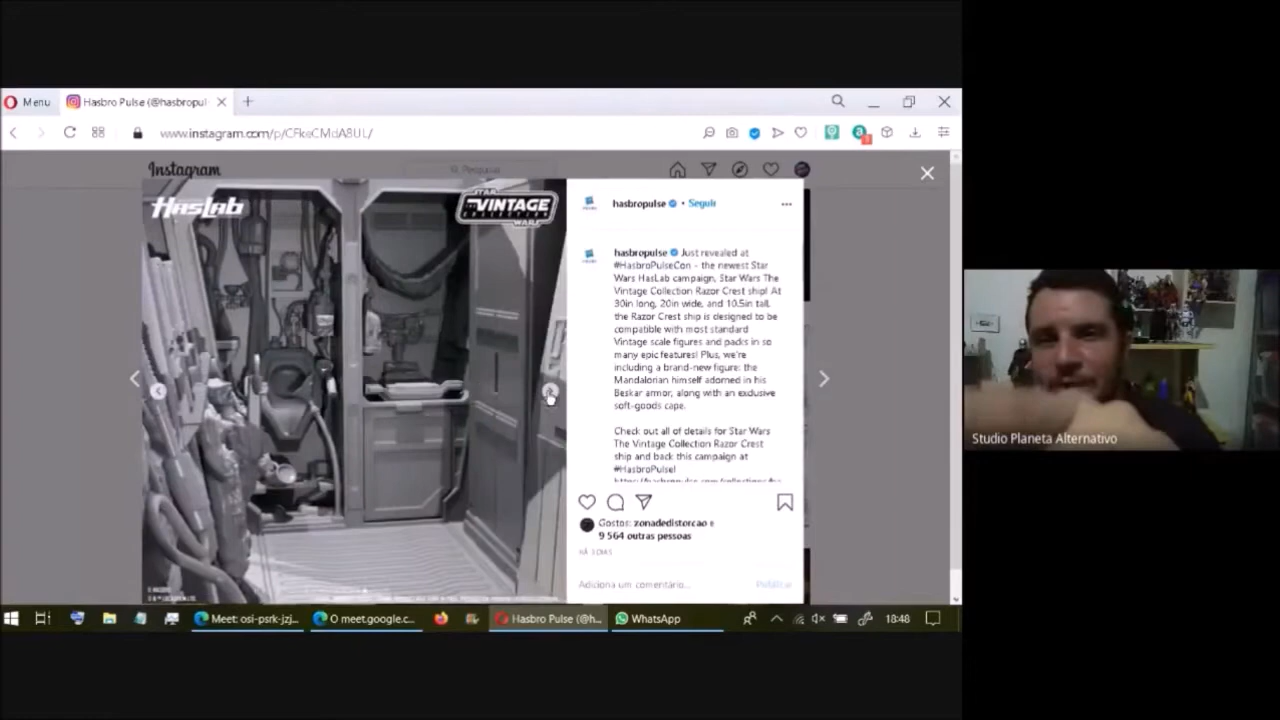 Menu
Hasbro Pulse (@hasbropul
www.instagram.com/p/CFkeCMdA8UL/
Instagram
Pesquisa
HASLAB
STAR
THE VINTAGE
COLLECTION
WARS
hasbropulse • Seguir
hasbropulse Just revealed at
#HasbroPulseCon - the newest Star
Wars HasLab campaign, Star Wars The
Vintage Collection Razor Crest ship! At
30in long, 20in wide, and 10.5in tall,
the Razor Crest ship is designed to be
compatible with most standard
Vintage scale figures and packs in so
many epic features! Plus, we're
including a brand-new figure: the
Mandalorian himself adorned in his
Beskar armor, along with an exclusive
soft-goods cape.
Check out all of details for Star Wars
The Vintage Collection Razor Crest
ship and back this campaign at
#HasbroPulse!
Gostos: zonadedistorcao e
9 564 outras pessoas
HÁ 3 DIAS
Adiciona um comentário...
Publicar
Studio Planeta Alternativo
Meet: osi-psrk-jzj...
O meet.google.c...
Hasbro Pulse (@h...
WhatsApp
18:48